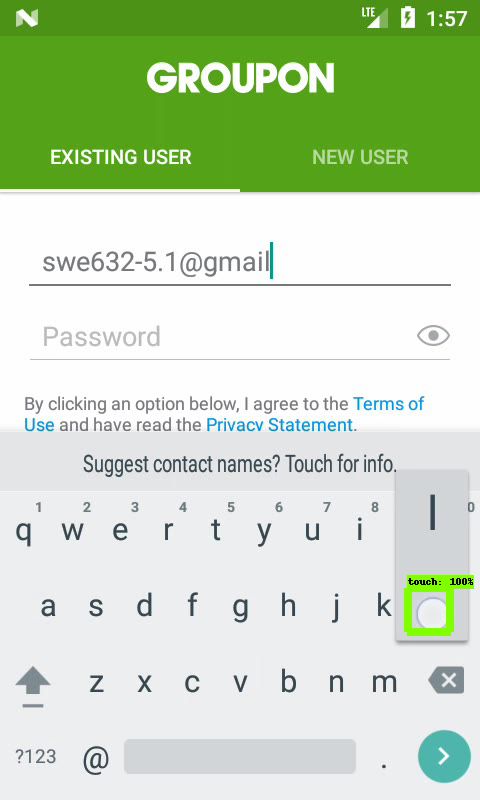 LTE 1:57
GROUPON
EXISTING USER NEW USER
swe632-5.1@gmail
Password
By clicking an option below, I agree to the Terms of
Use and have read the Privacy Statement.
Suggest contact names? Touch for info.
1 2 3 4 5 6 7 8 0
q w e r t y u i
l
touch: 100%
a s d f g h j k
z x c v b n m
?123 @ .